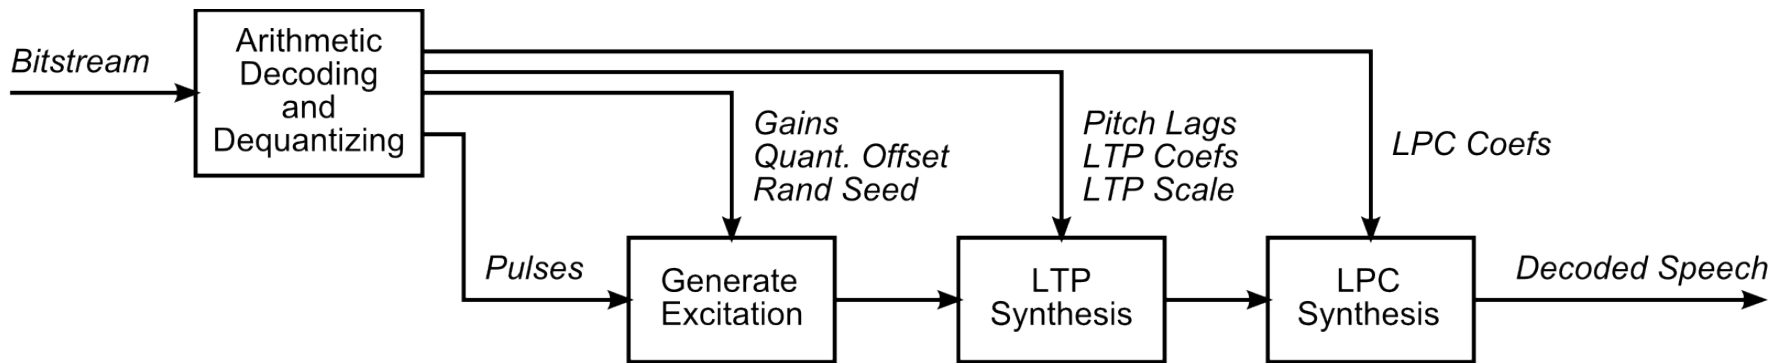 Bitstream
Arithmetic
Decoding
and
Dequantizing
Gains
Quant. Offset
Rand Seed
Pitch Lags
LTP Coefs
LTP Scale
LPC Coefs
Pulses
Generate
Excitation
LTP
Synthesis
LPC
Synthesis
Decoded Speech